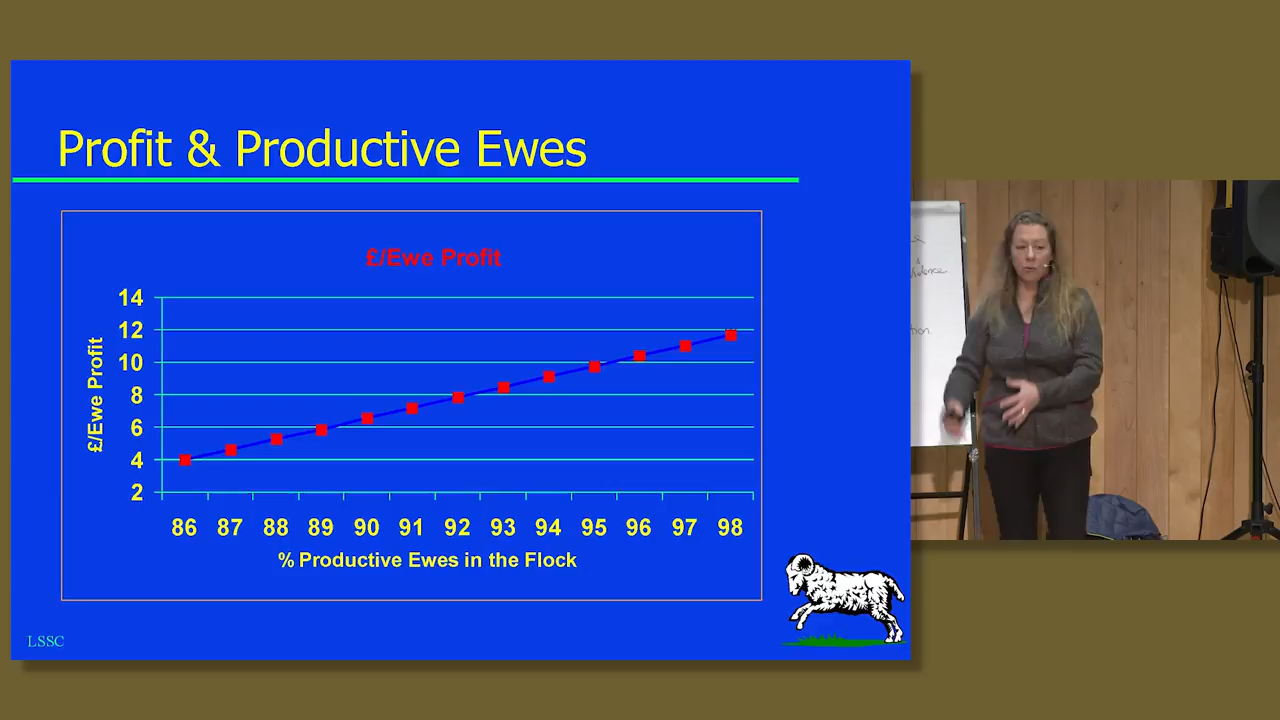 Profit & Productive Ewes
£/Ewe Profit
£/Ewe Profit
14
12
10
8
6
4
2
86 87 88 89 90 91 92 93 94 95 96 97 98
% Productive Ewes in the Flock
LSSC